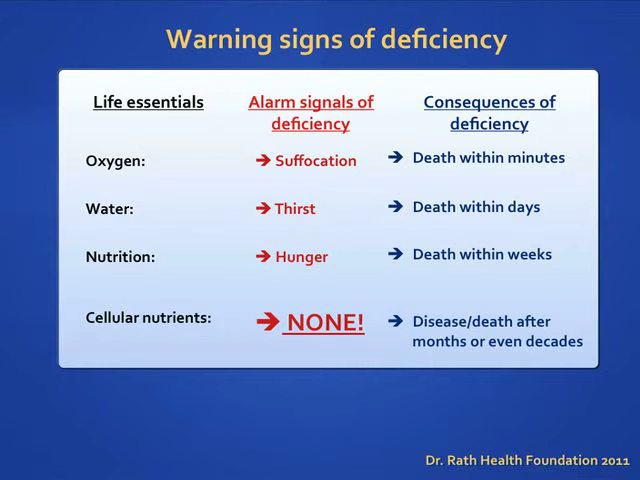 Warning signs of deficiency
Life essentials
Alarm signals of
deficiency
Consequences of
deficiency
Oxygen:
➔ Suffocation
➔ Death within minutes
Water:
➔ Thirst
➔ Death within days
Nutrition:
➔ Hunger
➔ Death within weeks
Cellular nutrients:
➔ NONE!
➔ Disease/death after
months or even decades
Dr. Rath Health Foundation 2011